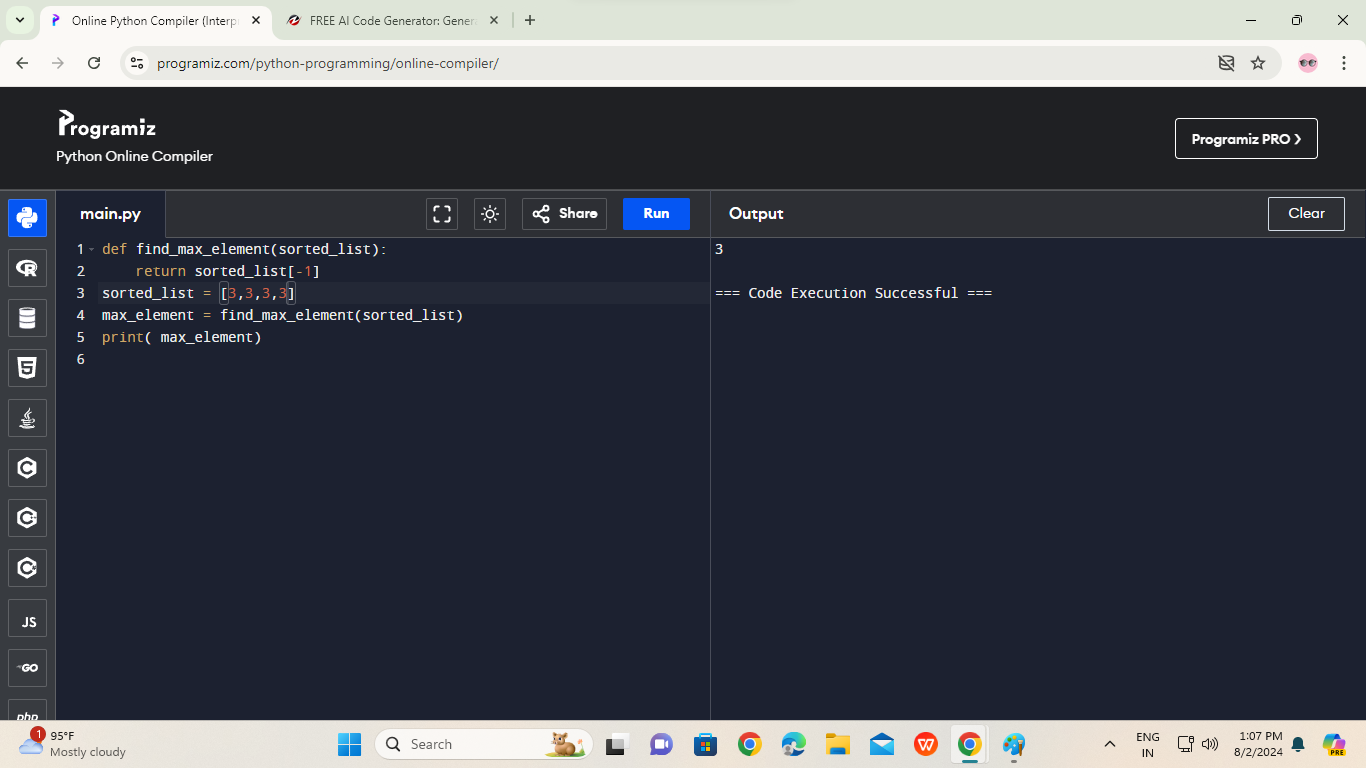 Online Python Compiler (Interp
FREE AI Code Generator: Gener
programiz.com/python-programming/online-compiler/
Programiz
Python Online Compiler
Programiz PRO ❯
main.py
Share
Run
Output
Clear
1 def find_max_element(sorted_list):
2     return sorted_list[-1]
3 sorted_list = [3,3,3,3]
4 max_element = find_max_element(sorted_list)
5 print( max_element)
6
3
=== Code Execution Successful ===
JS
GO
php
1
95°F
Mostly cloudy
Search
ENG
IN
1:07 PM
8/2/2024
PRE